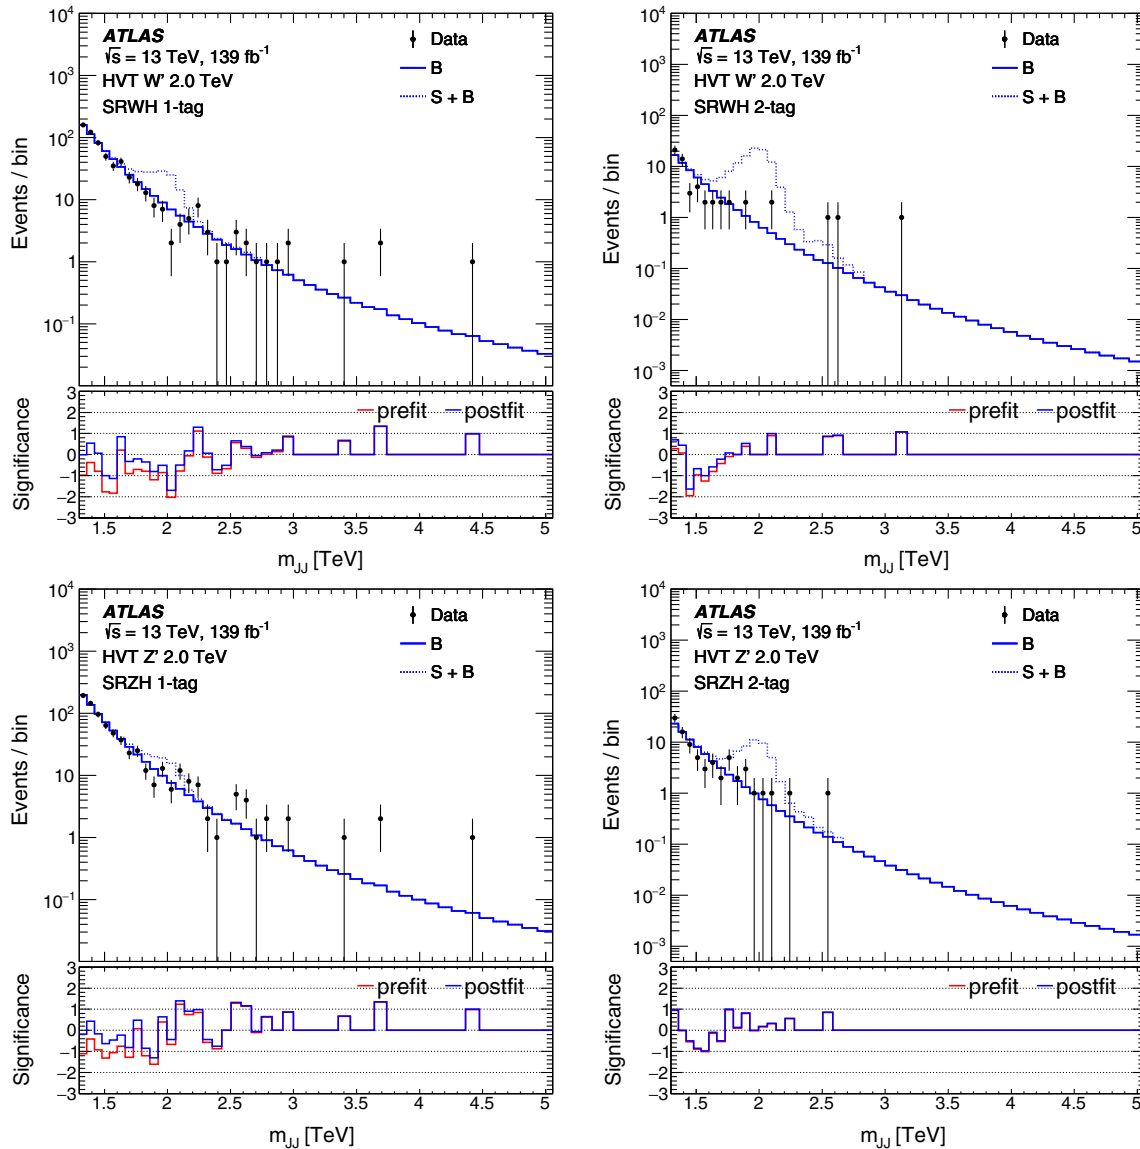 ATLAS
√s = 13 TeV, 139 fb⁻¹
HVT W' 2.0 TeV
SRWH 1-tag
Data
B
S + B
Events / bin
10⁴
10³
10²
10
1
10⁻¹
prefit
postfit
Significance
3
2
1
0
−1
−2
−3
1.5 2 2.5 3 3.5 4 4.5 5
m_JJ [TeV]
ATLAS
√s = 13 TeV, 139 fb⁻¹
HVT W' 2.0 TeV
SRWH 2-tag
Data
B
S + B
Events / bin
10⁴
10³
10²
10
1
10⁻¹
10⁻²
10⁻³
prefit
postfit
Significance
3
2
1
0
−1
−2
−3
1.5 2 2.5 3 3.5 4 4.5 5
m_JJ [TeV]
ATLAS
√s = 13 TeV, 139 fb⁻¹
HVT Z' 2.0 TeV
SRZH 1-tag
Data
B
S + B
Events / bin
10⁴
10³
10²
10
1
10⁻¹
prefit
postfit
Significance
3
2
1
0
−1
−2
−3
1.5 2 2.5 3 3.5 4 4.5 5
m_JJ [TeV]
ATLAS
√s = 13 TeV, 139 fb⁻¹
HVT Z' 2.0 TeV
SRZH 2-tag
Data
B
S + B
Events / bin
10⁴
10³
10²
10
1
10⁻¹
10⁻²
10⁻³
prefit
postfit
Significance
3
2
1
0
−1
−2
−3
1.5 2 2.5 3 3.5 4 4.5 5
m_JJ [TeV]